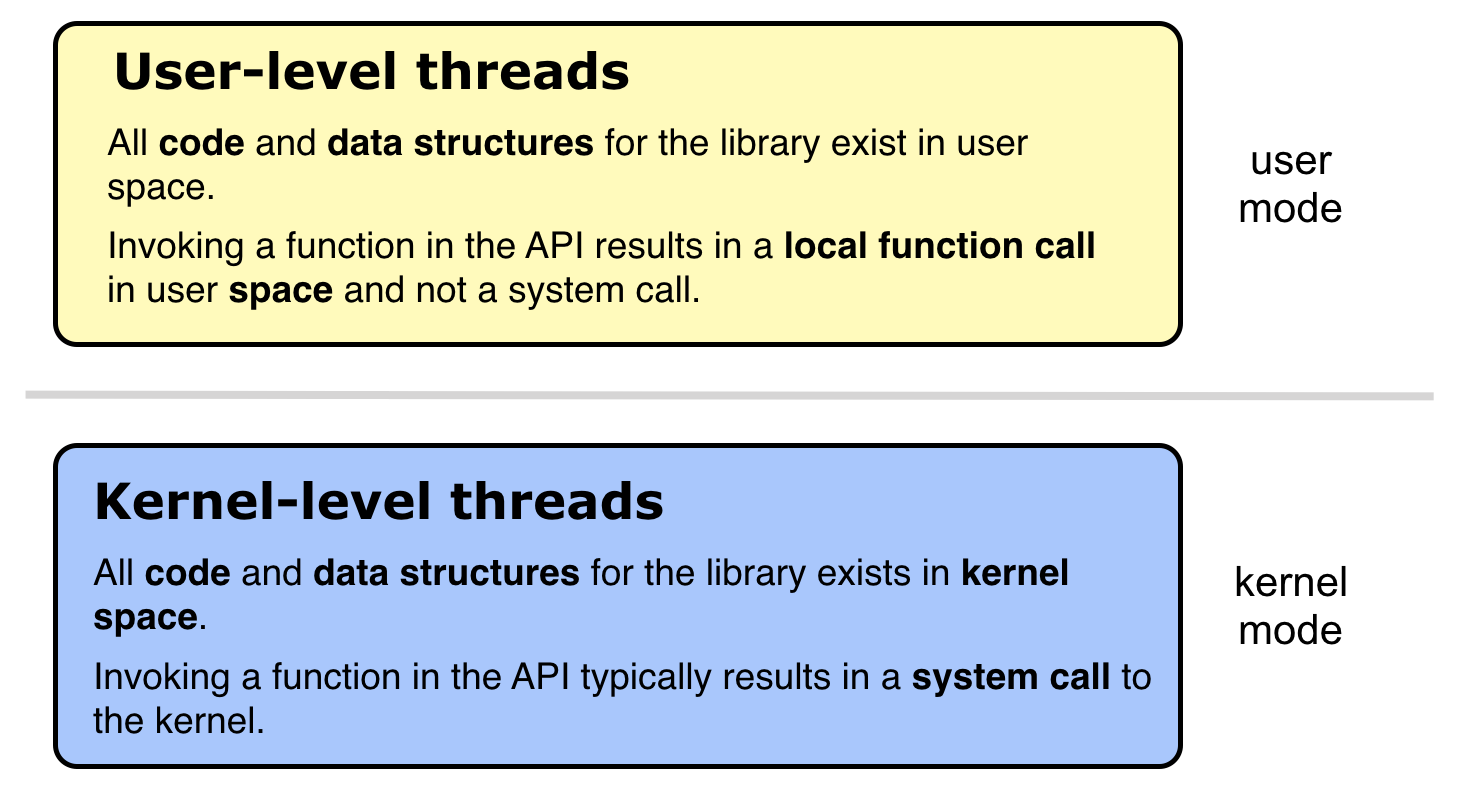 User-level threads
All code and data structures for the library exist in user
space.
Invoking a function in the API results in a local function call
in user space and not a system call.
user
mode
Kernel-level threads
All code and data structures for the library exists in kernel
space.
Invoking a function in the API typically results in a system call to
the kernel.
kernel
mode